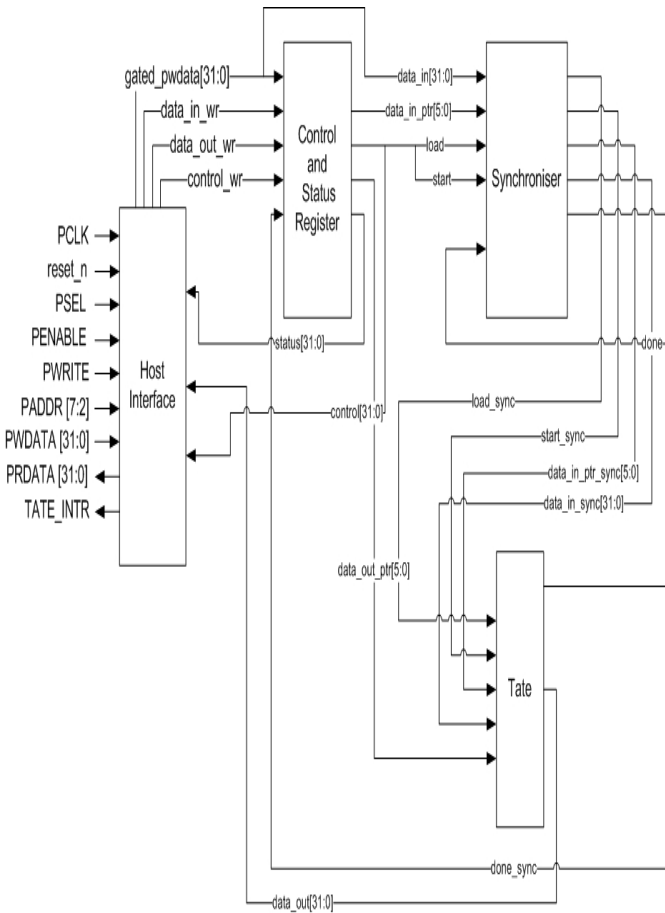 gated_pwdata[31:0]
data_in_wr
data_out_wr
control_wr
PCLK
reset_n
PSEL
PENABLE
PWRITE
PADDR [7:2]
PWDATA [31:0]
PRDATA [31:0]
TATE_INTR
Host
Interface
Control
and
Status
Register
data_in[31:0]
data_in_ptr[5:0]
load
start
Synchroniser
status[31:0]
control[31:0]
done
load_sync
start_sync
data_in_ptr_sync[5:0]
data_in_sync[31:0]
data_out_ptr[5:0]
Tate
done_sync
data_out[31:0]